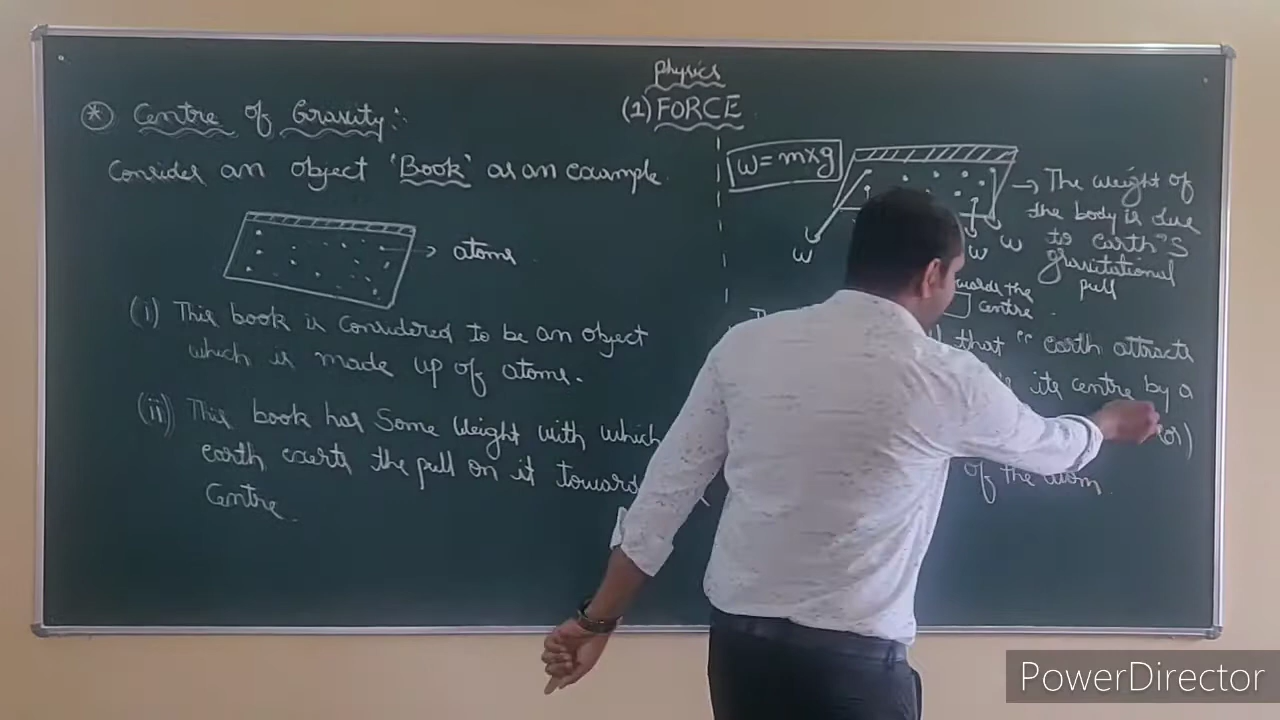 Physics
(1) FORCE
* Centre of Gravity:
Consider an object 'Book' as an example
atoms
(i) This book is considered to be an object
which is made up of atoms.
(ii) This book has Some weight with which
earth exerts the pull on it towards
Centre.
W = m×g
→ The weight of
the body is due
to earth"s
gravitational
pull
W W W
towards the
centre.
that " earth attracts
its centre by a
(or)
of the atom.
PowerDirector